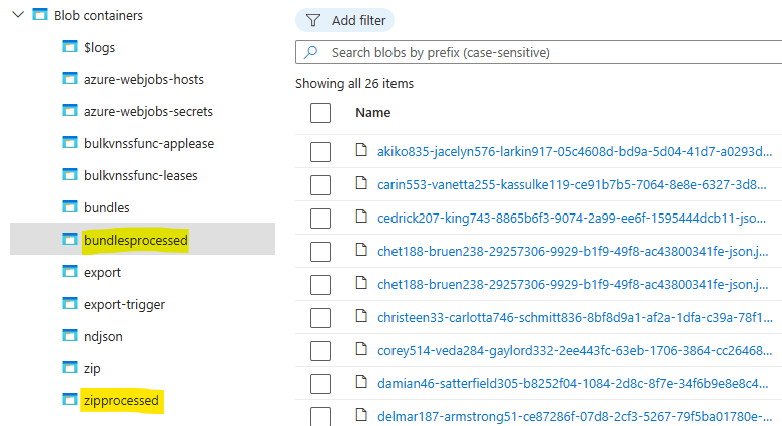 Blob containers
$logs
azure-webjobs-hosts
azure-webjobs-secrets
bulkvnssfunc-applease
bulkvnssfunc-leases
bundles
bundlesprocessed
export
export-trigger
ndjson
zip
zipprocessed
Add filter
Search blobs by prefix (case-sensitive)
Showing all 26 items
Name
akiko835-jacelyn576-larkin917-05c4608d-bd9a-5d04-41d7-a0293d...
carin553-vanetta255-kassulke119-ce91b7b5-7064-8e8e-6327-3d8...
cedrick207-king743-8865b6f3-9074-2a99-ee6f-1595444dcb11-jso...
chet188-bruen238-29257306-9929-b1f9-49f8-ac43800341fe-json.j...
chet188-bruen238-29257306-9929-b1f9-49f8-ac43800341fe-json.j...
christeen33-carlotta746-schmitt836-8bf8d9a1-af2a-1dfa-c39a-78f1...
corey514-veda284-gaylord332-2ee443fc-63eb-1706-3864-cc26468...
damian46-satterfield305-b8252f04-1084-2d8c-8f7e-34f6b9e8e8c4...
delmar187-armstrong51-ce87286f-07d8-2cf3-5267-79f5ba01780e-...